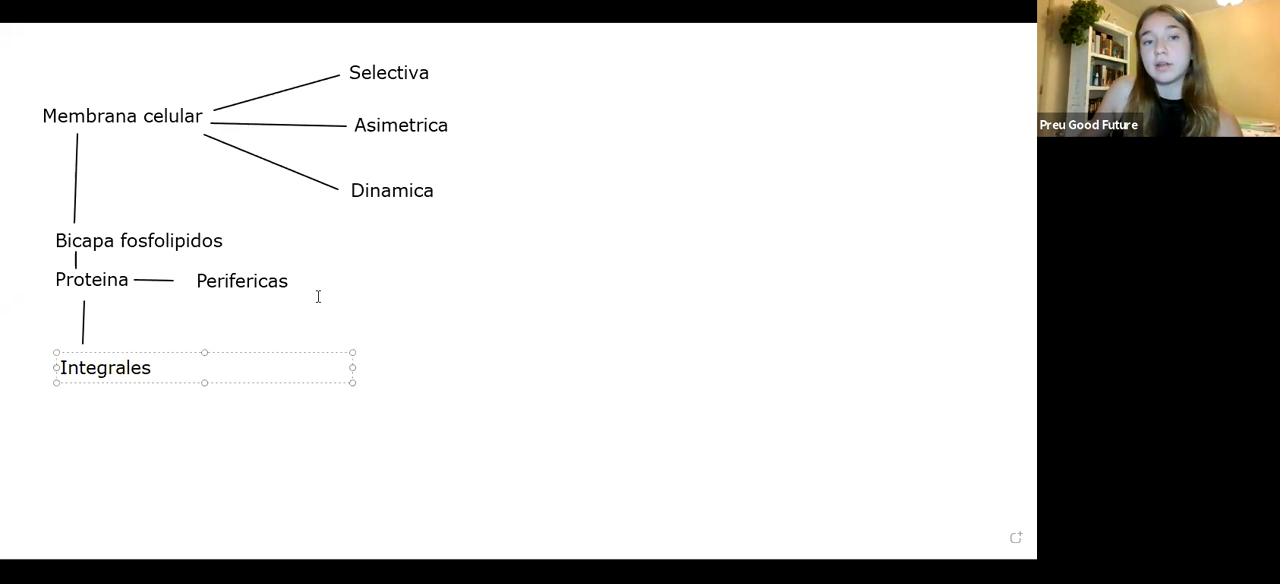 Selectiva
Membrana celular
Asimetrica
Dinamica
Bicapa fosfolipidos
Proteina
Perifericas
Integrales
Preu Good Future